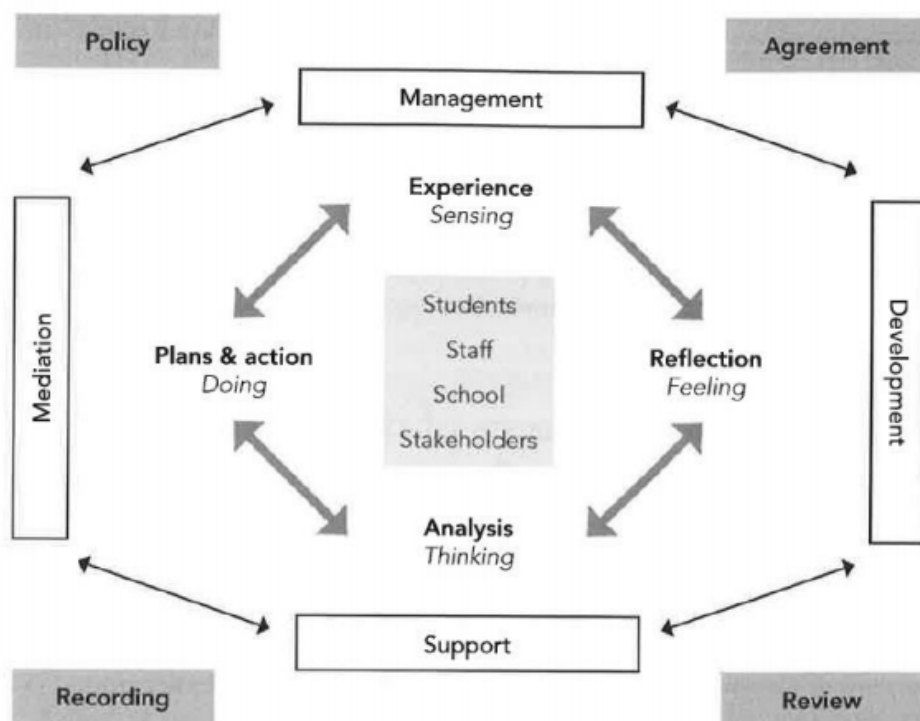 Policy
Agreement
Management
Experience
Sensing
Mediation
Students
Staff
School
Stakeholders
Plans & action
Doing
Reflection
Feeling
Development
Analysis
Thinking
Support
Recording
Review